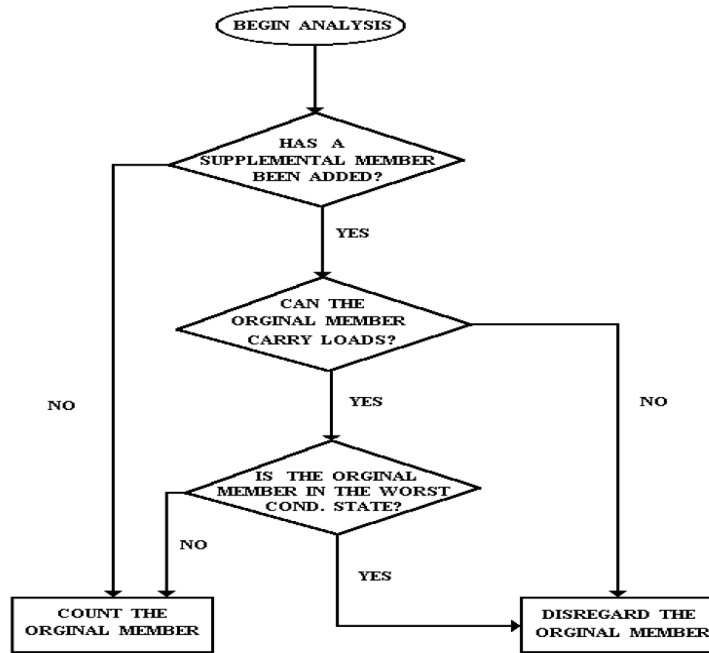 BEGIN ANALYSIS
HAS A
SUPPLEMENTAL MEMBER
BEEN ADDED?
YES
CAN THE
ORGINAL MEMBER
CARRY LOADS?
NO
YES
NO
IS THE ORGINAL
MEMBER IN THE WORST
COND. STATE?
NO
YES
COUNT THE
ORGINAL MEMBER
DISREGARD THE
ORGINAL MEMBER